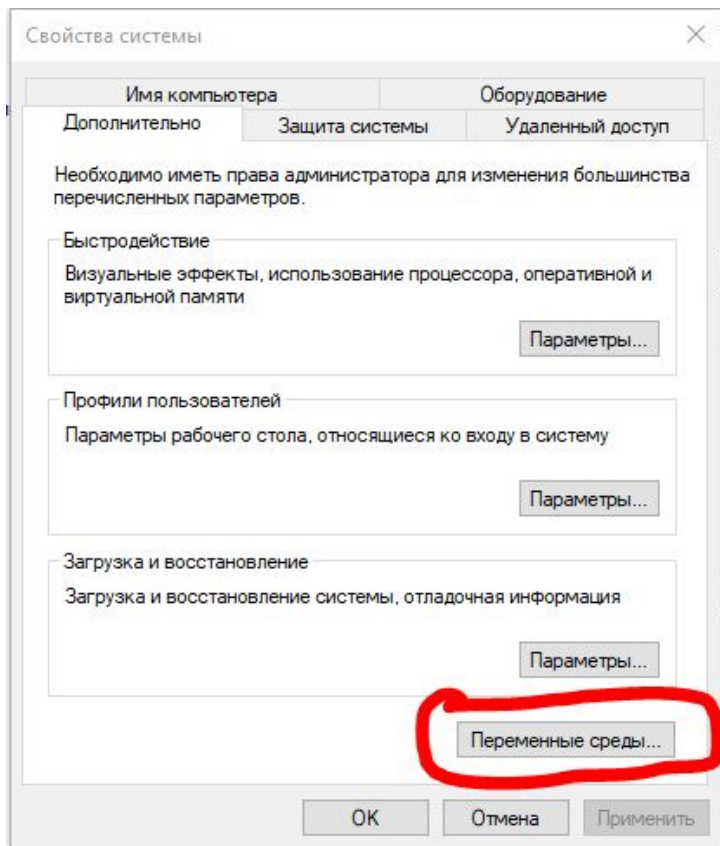 Свойства системы
Имя компьютера
Оборудование
Дополнительно
Защита системы
Удаленный доступ
Необходимо иметь права администратора для изменения большинства
перечисленных параметров.
Быстродействие
Визуальные эффекты, использование процессора, оперативной и
виртуальной памяти
Параметры...
Профили пользователей
Параметры рабочего стола, относящиеся ко входу в систему
Параметры...
Загрузка и восстановление
Загрузка и восстановление системы, отладочная информация
Параметры...
Переменные среды...
ОК
Отмена
Применить